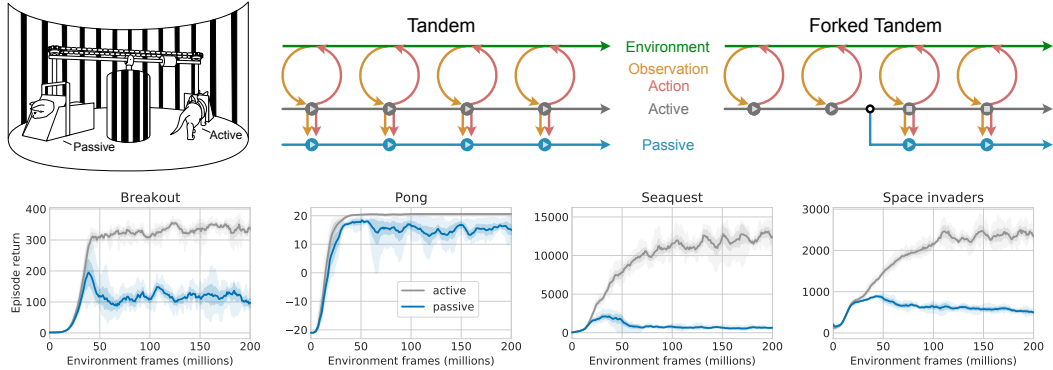 Passive
Active
Tandem
Forked Tandem
Environment
Observation
Action
Active
Passive
Breakout
Pong
Seaquest
Space invaders
Episode return
400
300
200
100
0
0 50 100 150 200
Environment frames (millions)
20
10
0
−10
−20
active
passive
0 50 100 150 200
Environment frames (millions)
15000
10000
5000
0
0 50 100 150 200
Environment frames (millions)
3000
2000
1000
0
0 50 100 150 200
Environment frames (millions)